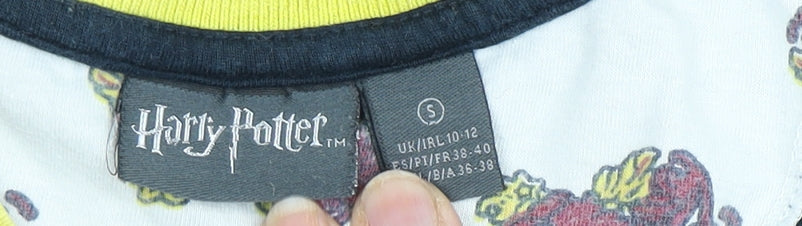 Harry Potter™
S
UK/IRL 10-12
ES/PT/FR 38-40
L/B/A 36-38